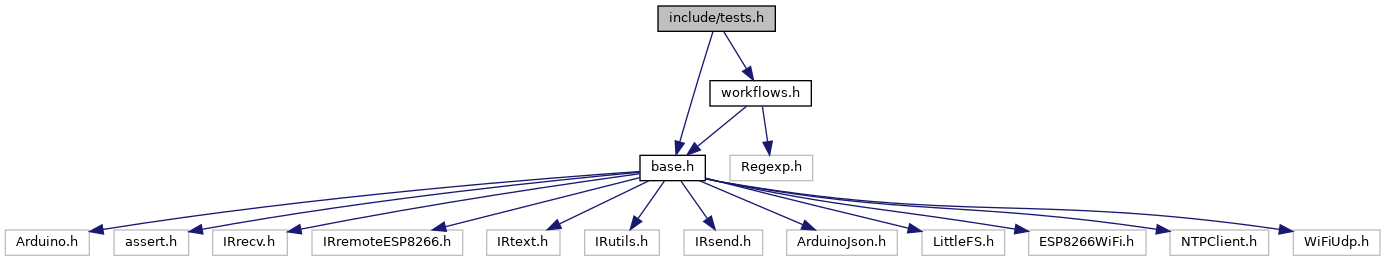 include/tests.h
workflows.h
base.h
Regexp.h
Arduino.h
assert.h
IRrecv.h
IRremoteESP8266.h
IRtext.h
IRutils.h
IRsend.h
ArduinoJson.h
LittleFS.h
ESP8266WiFi.h
NTPClient.h
WiFiUdp.h